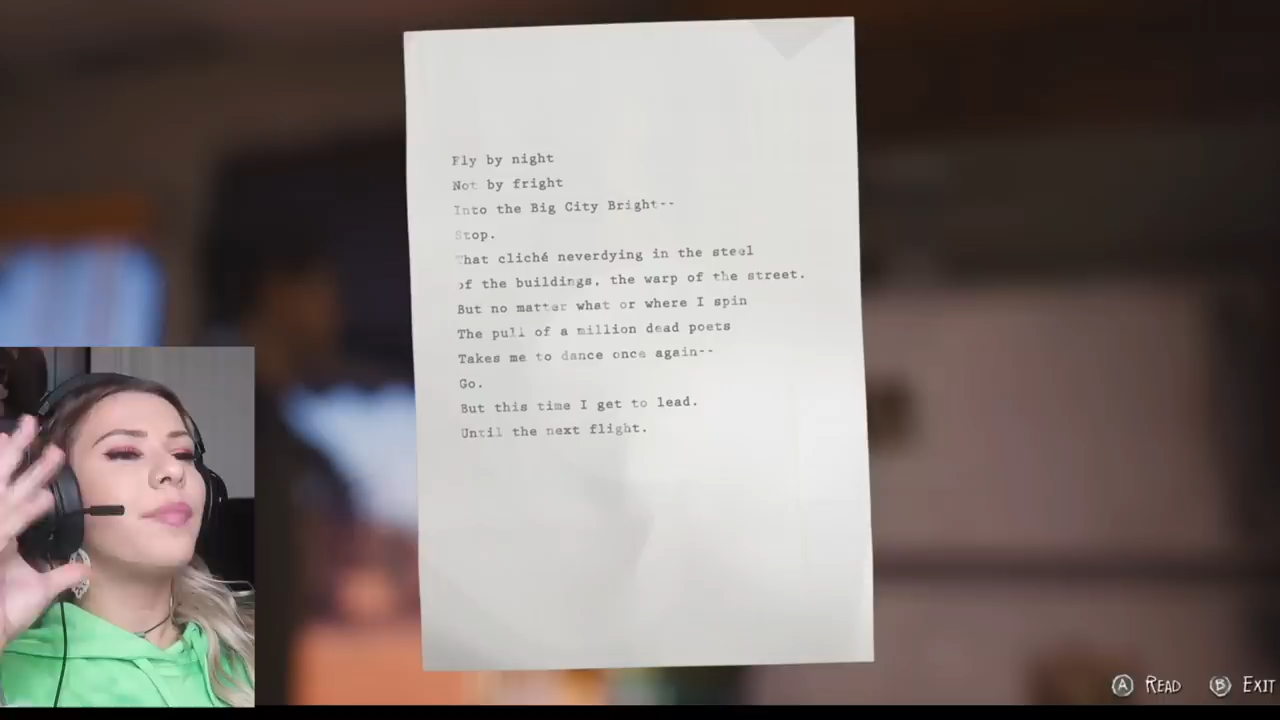 Fly by night
Not by fright
Into the Big City Bright--
Stop.
That cliché neverdying in the steel
of the buildings, the warp of the street.
But no matter what or where I spin
The pull of a million dead poets
Takes me to dance once again--
Go.
But this time I get to lead.
Until the next flight.
A READ B EXIT